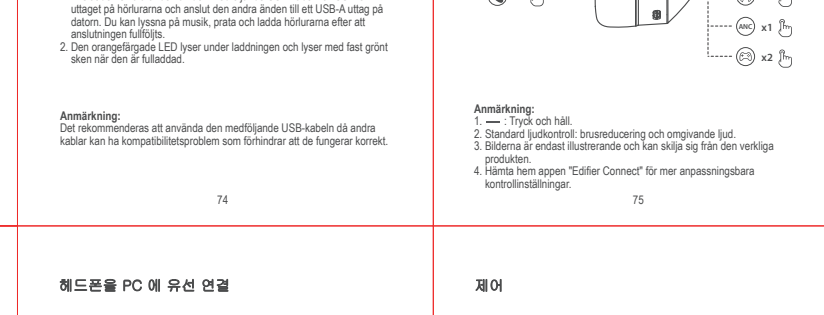 uttaget på hörlurarna och anslut den andra änden till ett USB-A uttag på
datorn. Du kan lyssna på musik, prata och ladda hörlurarna efter att
anslutningen fullföljts.
2. Den orangefärgade LED lyser under laddningen och lyser med fast grönt
sken när den är fulladdad.
Anmärkning:
Det rekommenderas att använda den medföljande USB-kabeln då andra
kablar kan ha kompatibilitetsproblem som förhindrar att de fungerar korrekt.
74
ANC x1
x2
Anmärkning:
1. — : Tryck och håll.
2. Standard ljudkontroll: brusreducering och omgivande ljud.
3. Bilderna är endast illustrerande och kan skilja sig från den verkliga
produkten.
4. Hämta hem appen "Edifier Connect" för mer anpassningsbara
kontrollinställningar.
75
헤드폰을 PC 에 유선 연결
제어